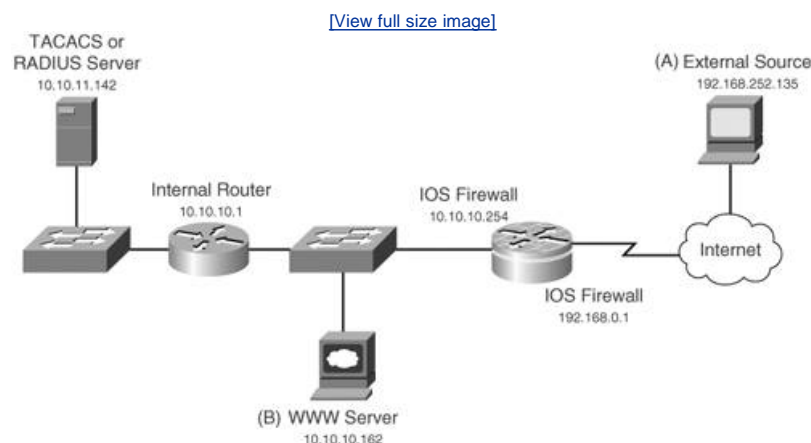 [View full size image]
TACACS or
RADIUS Server
10.10.11.142
(A) External Source
192.168.252.135
Internal Router
10.10.10.1
IOS Firewall
10.10.10.254
Internet
IOS Firewall
192.168.0.1
(B) WWW Server
10.10.10.162